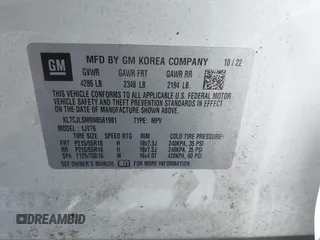 GM
MFD BY GM KOREA COMPANY 10/22
GVWR GAWR FRT GAWR RR
4286 LB 2348 LB 2194 LB
THIS VEHICLE CONFORMS TO ALL APPLICABLE U.S. FEDERAL MOTOR
VEHICLE SAFETY, BUMPER, AND THEFT PREVENTION STANDARDS IN
EFFECT ON THE DATE OF MANUFACTURE SHOWN ABOVE.
TYPE: MPV
MODEL: 1JV76
TIRE SIZE SPEED RTG RIM COLD TIRE PRESSURE
FRT P215/55R18 H 18x7.5J 240KPA, 35 PSI
RR P215/55R18 H 18x7.5J 240KPA, 35 PSI
SPA T155/70D16 M 16x4.0T 420KPA, 60 PSI
SEE OWNER MANUAL FOR MORE INFORMATION.
DREAMBID